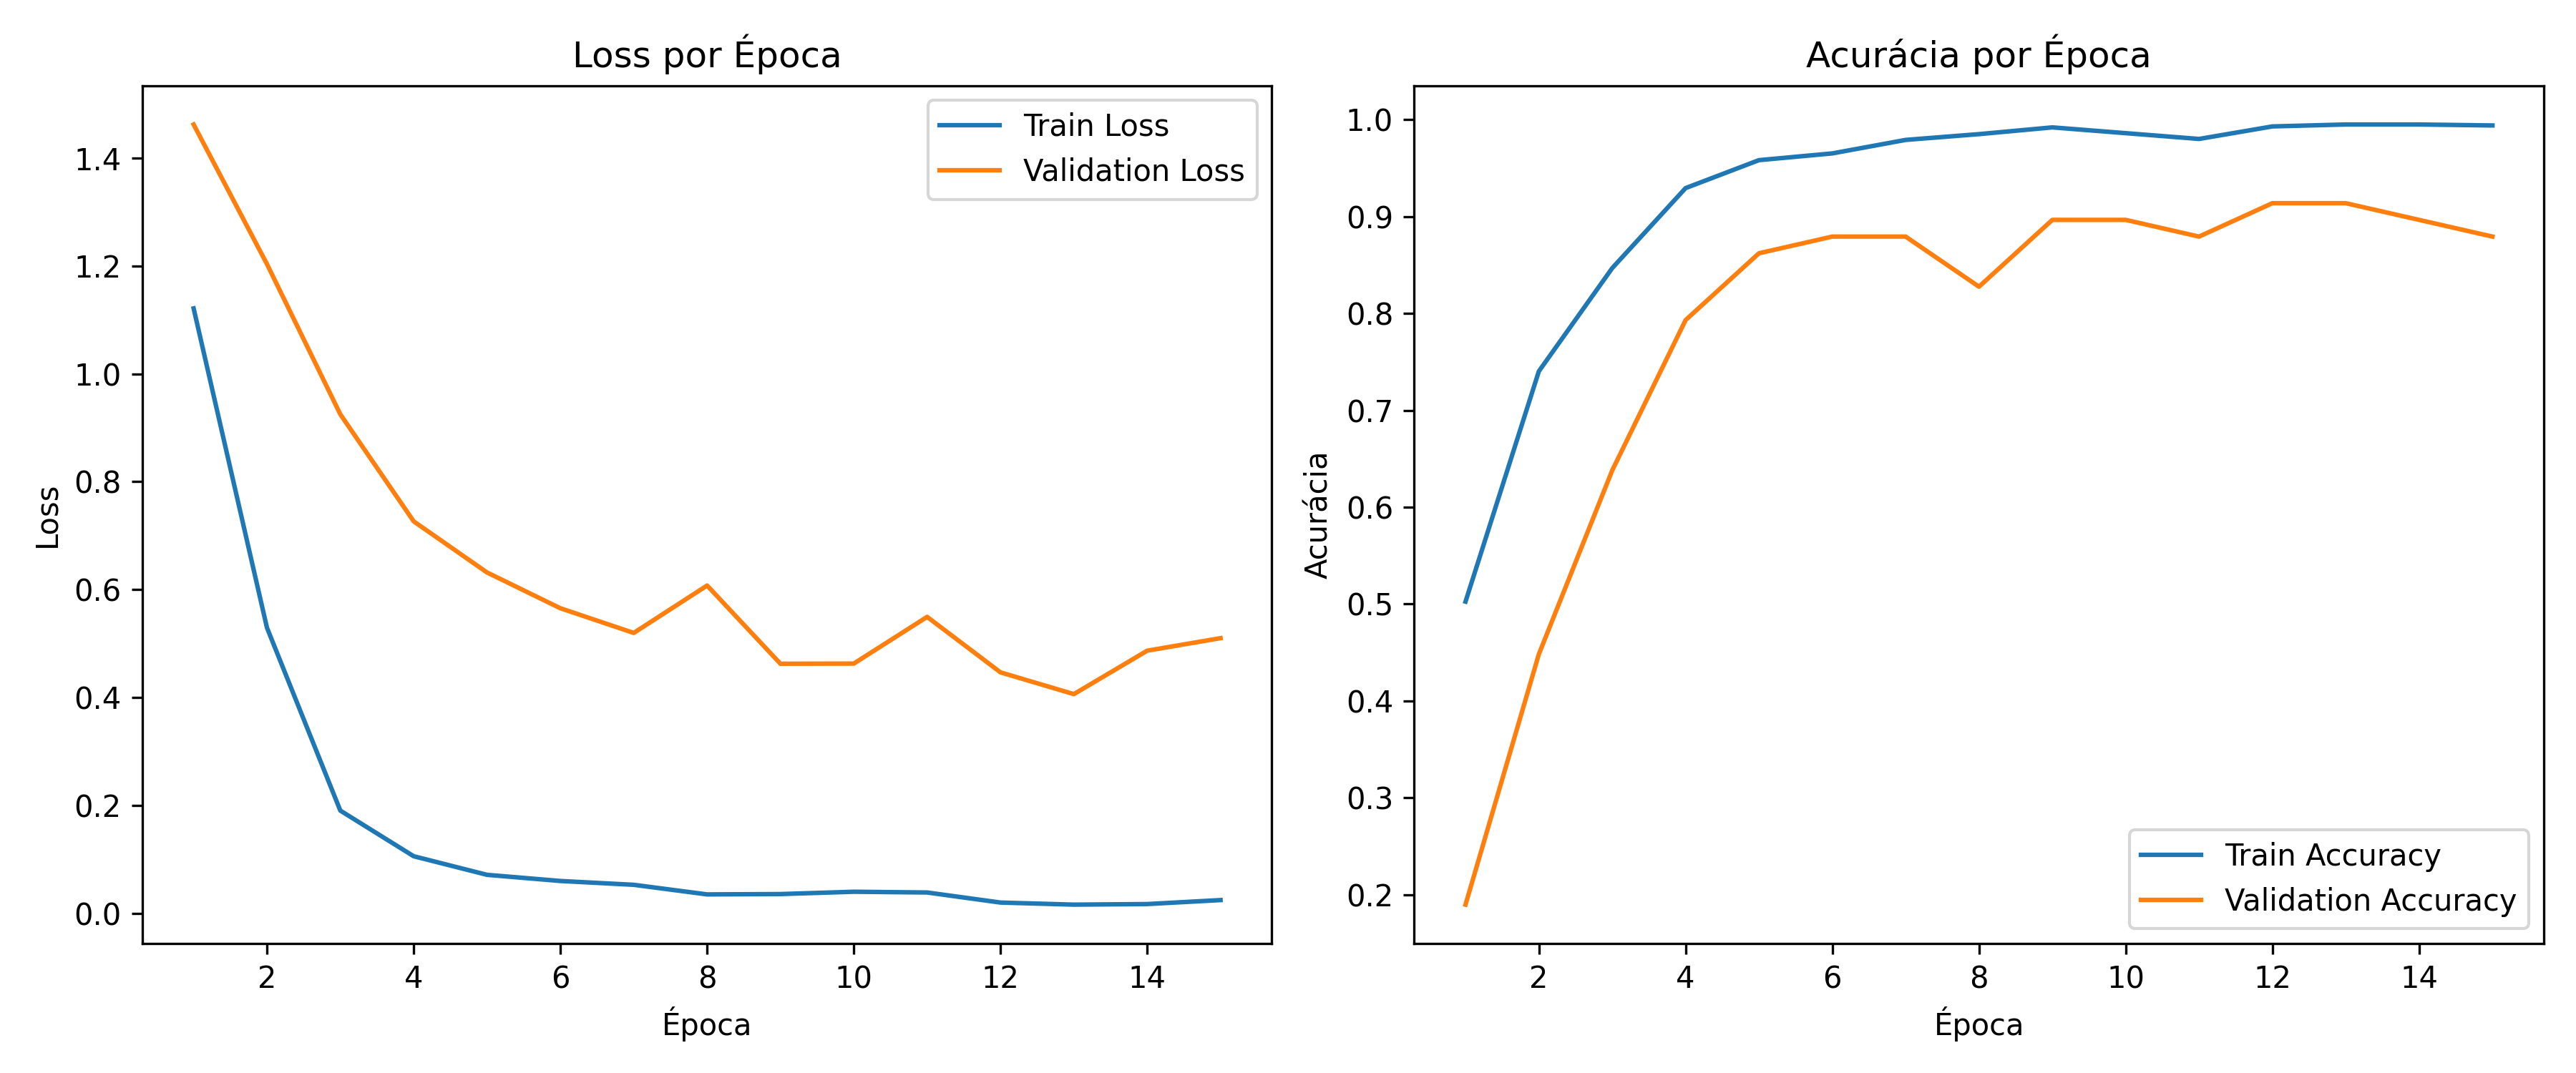 Loss por Época
Train Loss
Validation Loss
1.4
1.2
1.0
0.8
0.6
0.4
0.2
0.0
Loss
2 4 6 8 10 12 14
Época
Acurácia por Época
1.0
0.9
0.8
0.7
0.6
0.5
0.4
0.3
0.2
Acurácia
Train Accuracy
Validation Accuracy
2 4 6 8 10 12 14
Época